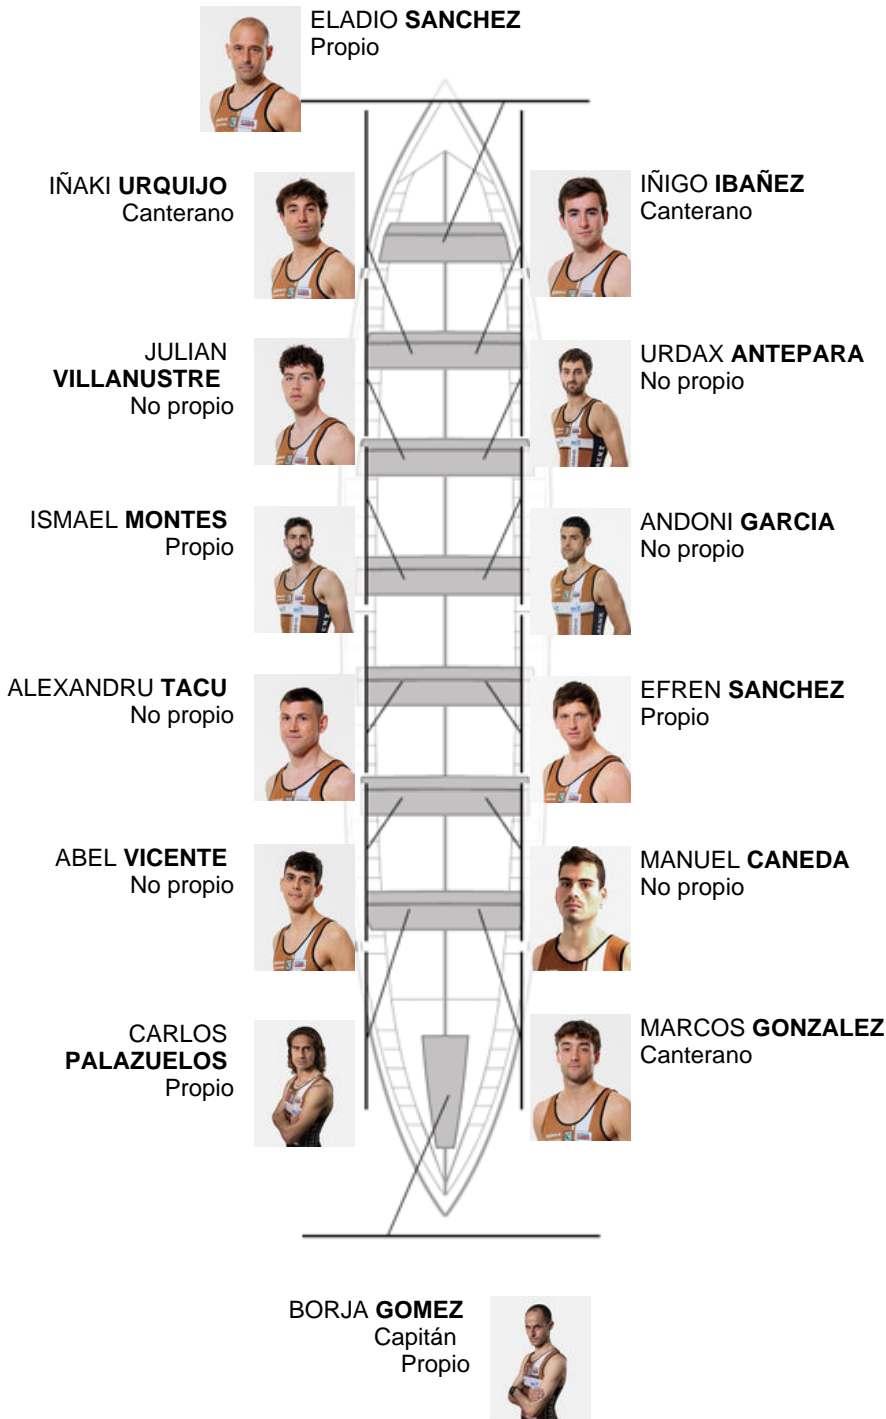 ELADIO SANCHEZ
Propio
IÑAKI URQUIJO
Canterano
IÑIGO IBAÑEZ
Canterano
JULIAN
VILLANUSTRE
No propio
URDAX ANTEPARA
No propio
ISMAEL MONTES
Propio
ANDONI GARCIA
No propio
ALEXANDRU TACU
No propio
EFREN SANCHEZ
Propio
ABEL VICENTE
No propio
MANUEL CANEDA
No propio
CARLOS
PALAZUELOS
Propio
MARCOS GONZALEZ
Canterano
BORJA GOMEZ
Capitán
Propio